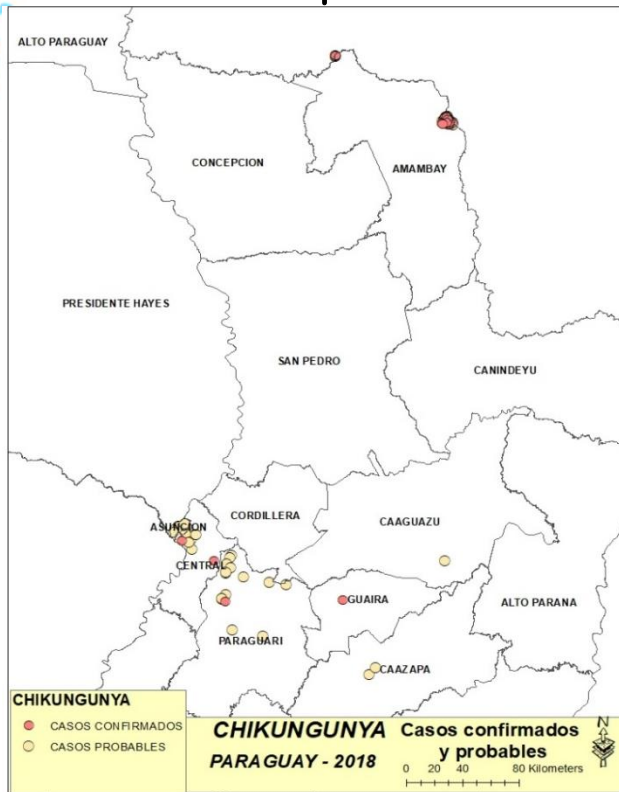 ALTO PARAGUAY
CONCEPCION
AMAMBAY
PRESIDENTE HAYES
SAN PEDRO
CANINDEYU
CORDILLERA
ASUNCION
CAAGUAZU
CENTRAL
GUAIRA
ALTO PARANA
PARAGUARI
CAAZAPA
CHIKUNGUNYA
CASOS CONFIRMADOS
CASOS PROBABLES
CHIKUNGUNYA
PARAGUAY - 2018
Casos confirmados
y probables
0 20 40 80 Kilometers
N